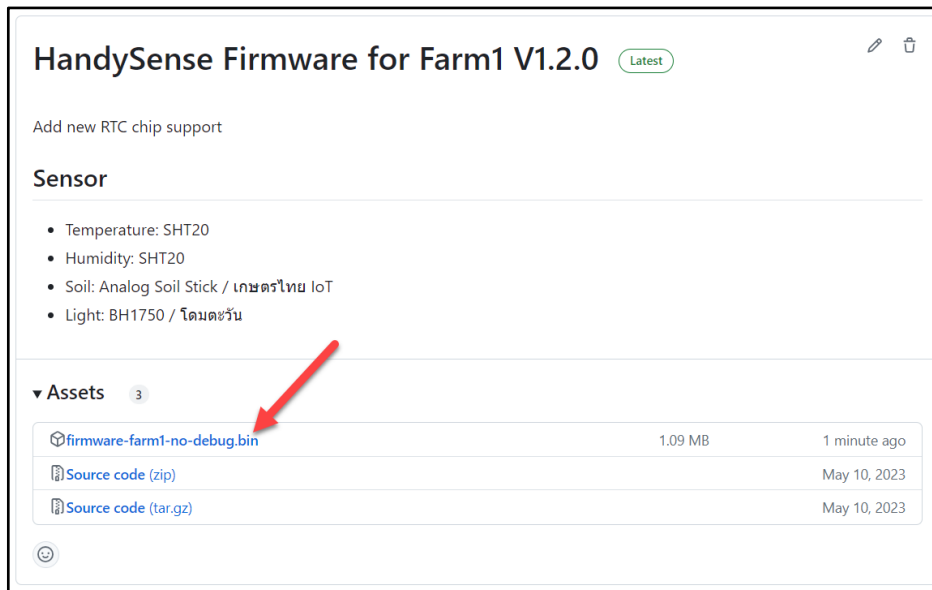 HandySense Firmware for Farm1 V1.2.0 Latest
Add new RTC chip support
Sensor
Temperature: SHT20
Humidity: SHT20
Soil: Analog Soil Stick / เกษตรไทย IoT
Light: BH1750 / โดมตะวัน
Assets 3
firmware-farm1-no-debug.bin 1.09 MB 1 minute ago
Source code (zip) May 10, 2023
Source code (tar.gz) May 10, 2023